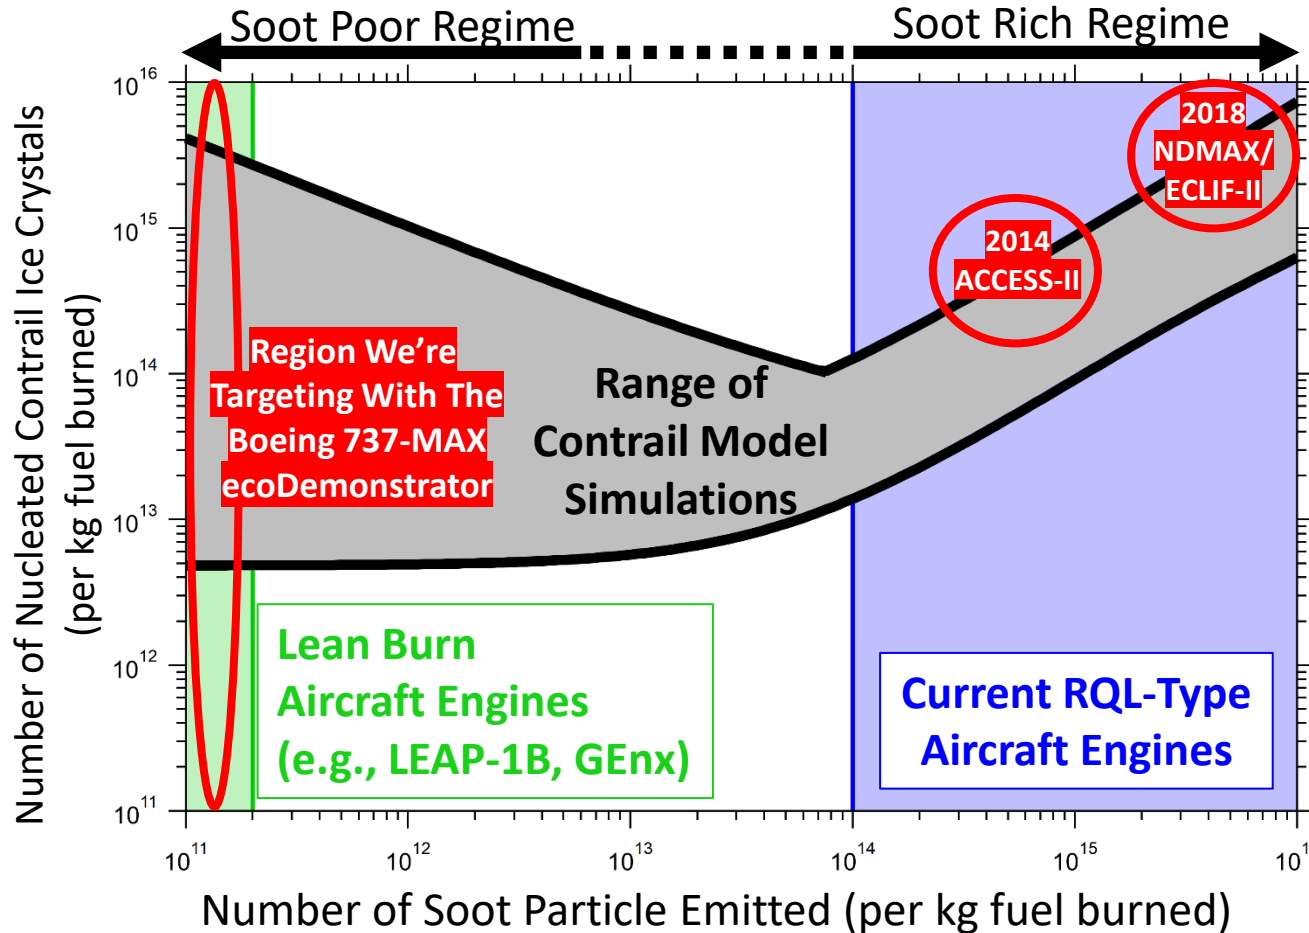 Soot Poor Regime
Soot Rich Regime
Number of Nucleated Contrail Ice Crystals
(per kg fuel burned)
10^16
10^15
10^14
10^13
10^12
10^11
2018
NDMAX/
ECLIF-II
2014
ACCESS-II
Region We’re
Targeting With The
Boeing 737-MAX
ecoDemonstrator
Range of
Contrail Model
Simulations
Lean Burn
Aircraft Engines
(e.g., LEAP-1B, GEnx)
Current RQL-Type
Aircraft Engines
10^11
10^12
10^13
10^14
10^15
10^1
Number of Soot Particle Emitted (per kg fuel burned)